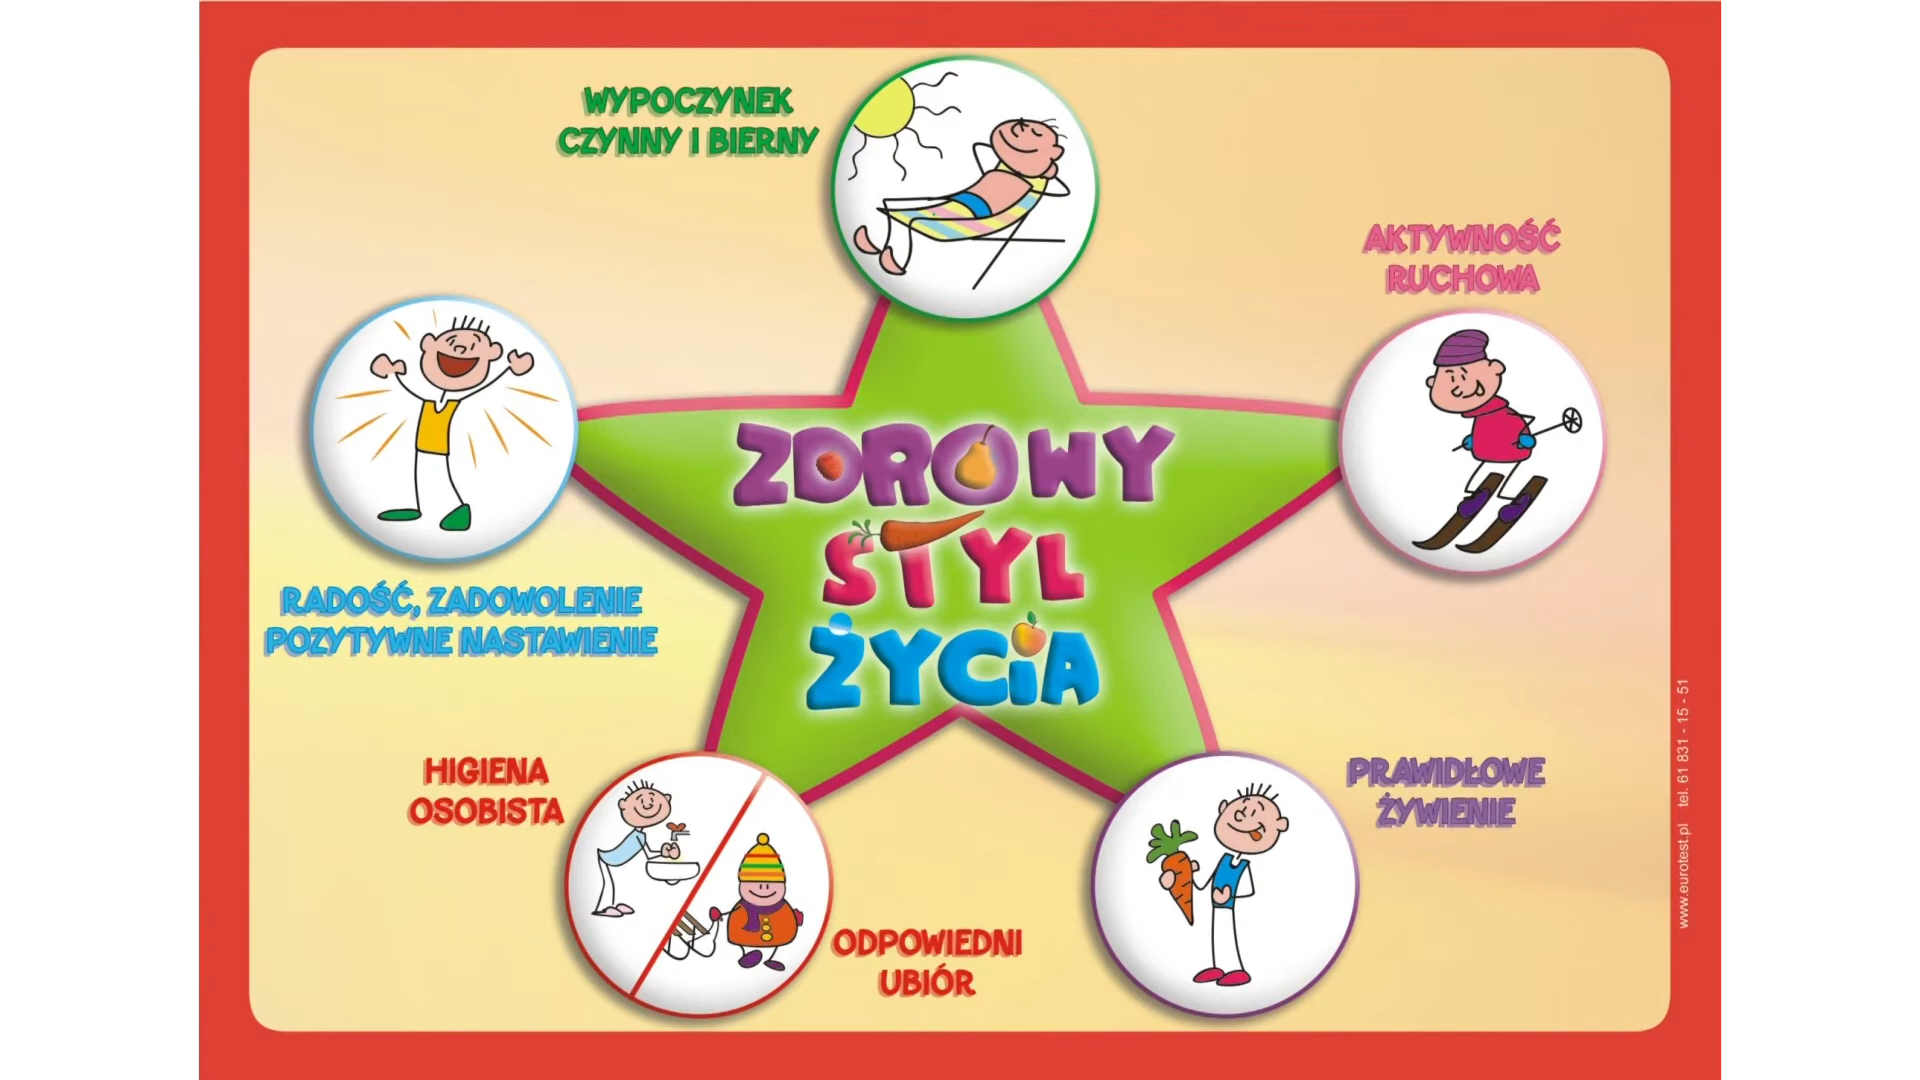 WYPOCZYNEK
CZYNNY I BIERNY
AKTYWNOŚĆ
RUCHOWA
ZDROWY
STYL
ŻYCiA
RADOŚĆ, ZADOWOLENIE
POZYTYWNE NASTAWIENIE
HIGIENA
OSOBISTA
PRAWIDŁOWE
ŻYWIENIE
ODPOWIEDNI
UBIÓR
www.eurotest.pl tel. 61 831 - 15 - 51